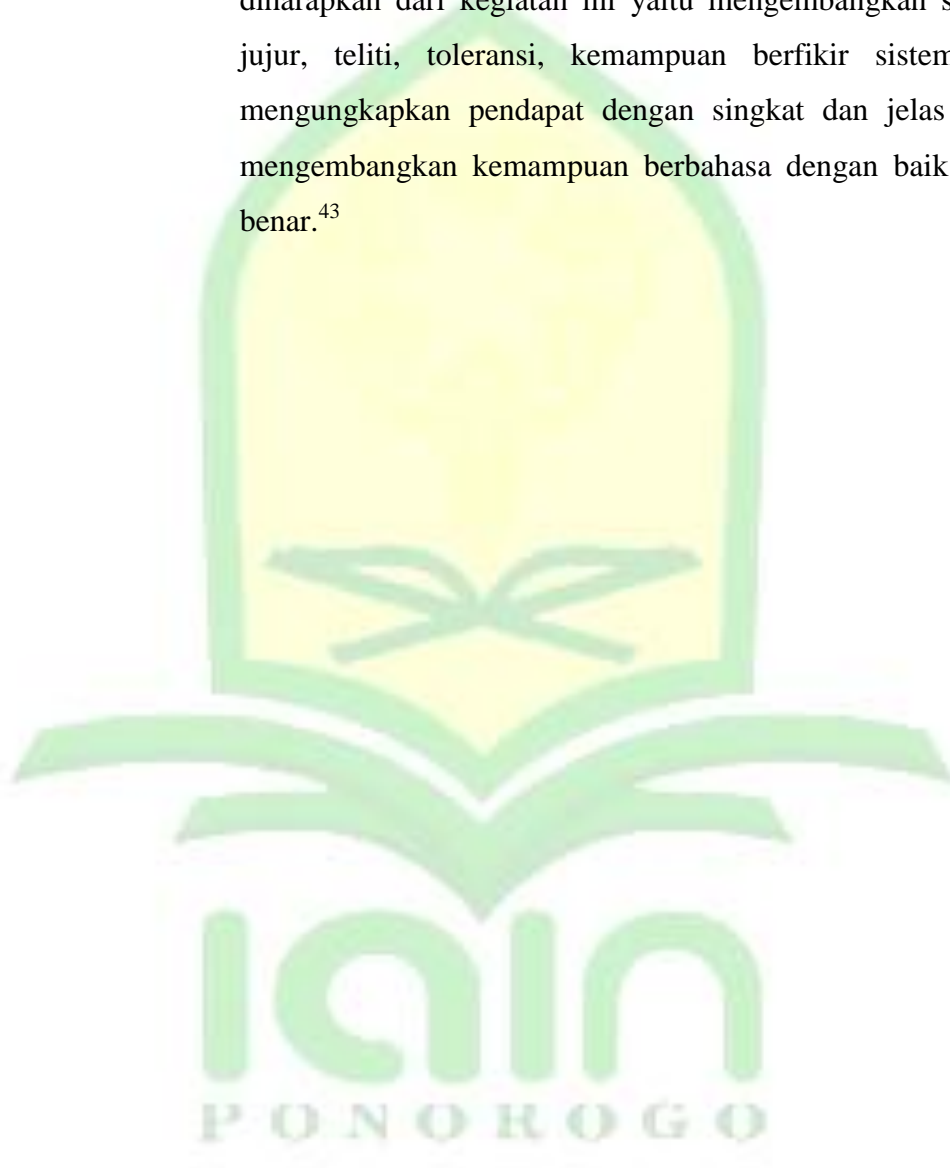 diharapkan dari kegiatan ini yaitu mengembangkan
jujur, teliti, toleransi, kemampuan berfikir
mengungkapkan pendapat dengan singkat dan jelas
mengembangkan kemampuan berbahasa dengan baik
benar.43
iain
PONOROGO